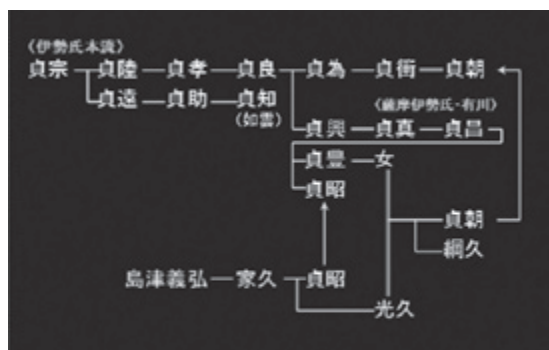 （伊勢氏本流）
貞宗 貞陸 貞孝 貞良 貞為 貞衡 貞朝
貞遠 貞助 貞知
（如雲）
（薩摩伊勢氏・有川）
貞興 貞真 貞昌
貞豊 女
貞昭
貞朝
綱久
島津義弘 家久 貞昭
光久